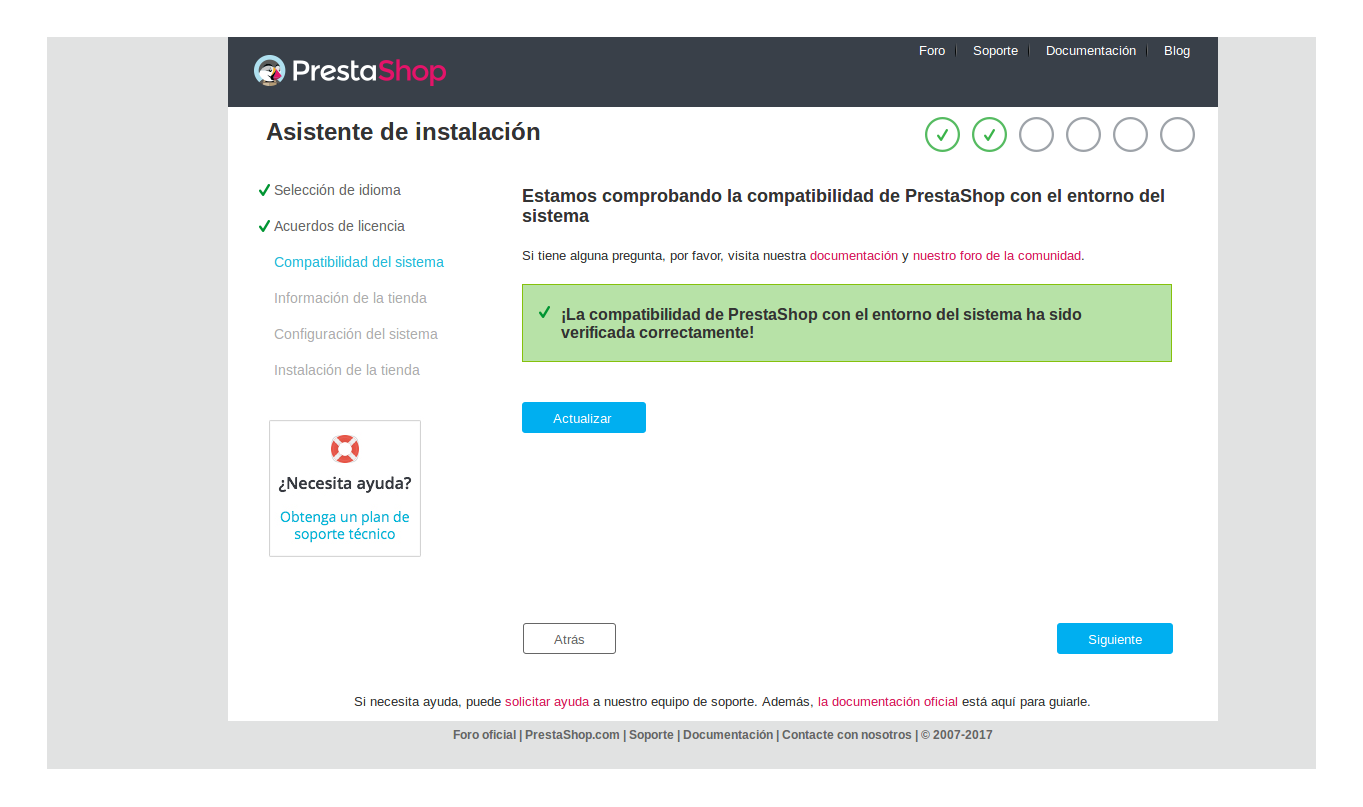 PrestaShop
Foro
Soporte
Documentación
Blog
Asistente de instalación
Selección de idioma
Acuerdos de licencia
Compatibilidad del sistema
Información de la tienda
Configuración del sistema
Instalación de la tienda
¿Necesita ayuda?
Obtenga un plan de
soporte técnico
Estamos comprobando la compatibilidad de PrestaShop con el entorno del
sistema
Si tiene alguna pregunta, por favor, visita nuestra documentación y nuestro foro de la comunidad.
¡La compatibilidad de PrestaShop con el entorno del sistema ha sido
verificada correctamente!
Actualizar
Atrás
Siguiente
Si necesita ayuda, puede solicitar ayuda a nuestro equipo de soporte. Además, la documentación oficial está aquí para guiarle.
Foro oficial | PrestaShop.com | Soporte | Documentación | Contacte con nosotros | © 2007-2017